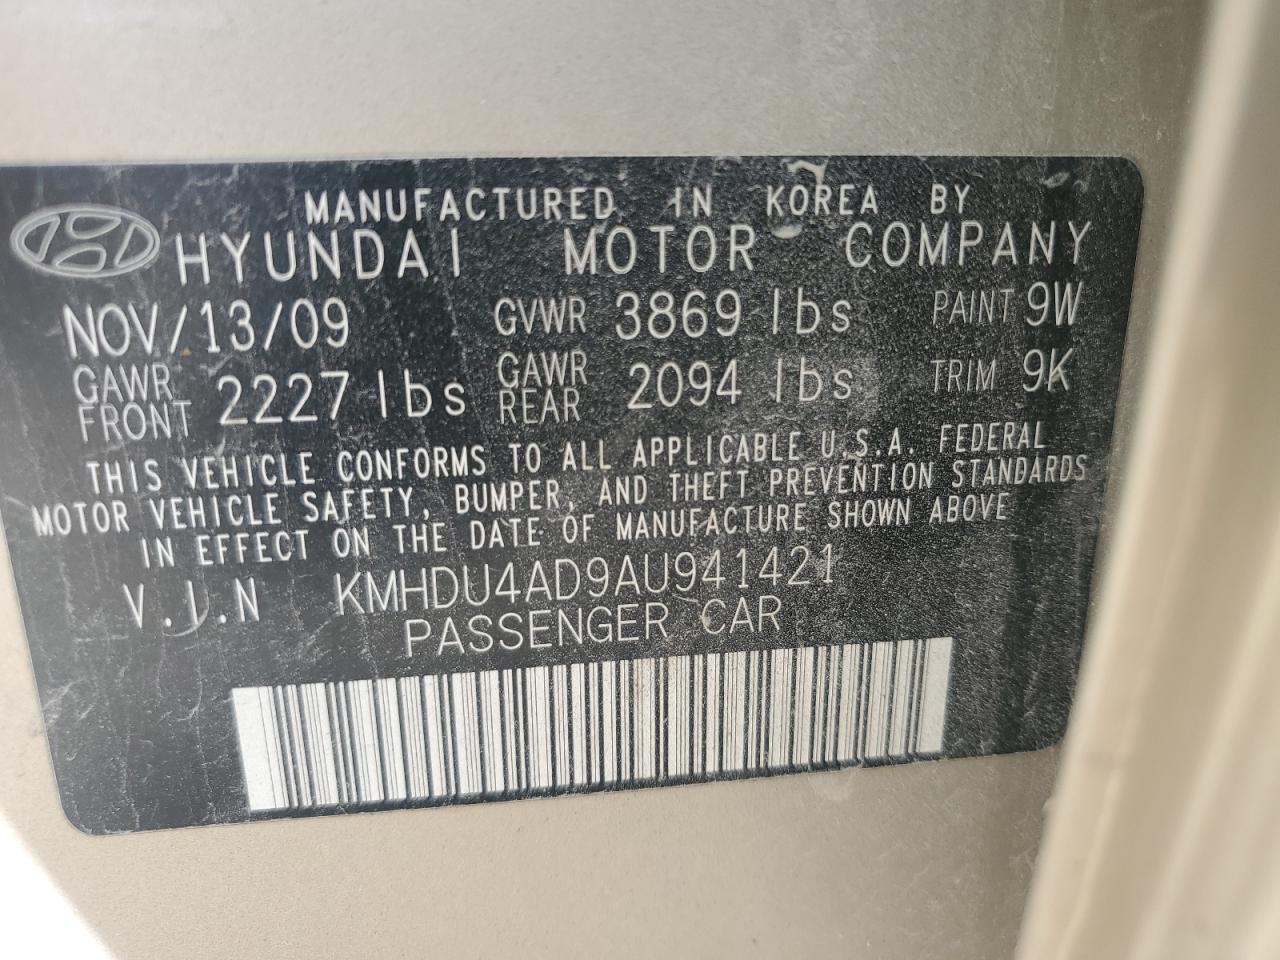 MANUFACTURED IN KOREA BY
HYUNDAI MOTOR COMPANY
NOV/13/09 GVWR 3869 lbs PAINT 9W
GAWR FRONT 2227 lbs GAWR REAR 2094 lbs TRIM 9K
THIS VEHICLE CONFORMS TO ALL APPLICABLE U.S.A. FEDERAL
MOTOR VEHICLE SAFETY, BUMPER, AND THEFT PREVENTION STANDARDS
IN EFFECT ON THE DATE OF MANUFACTURE SHOWN ABOVE
V.I.N KMHDU4AD9AU941421
PASSENGER CAR